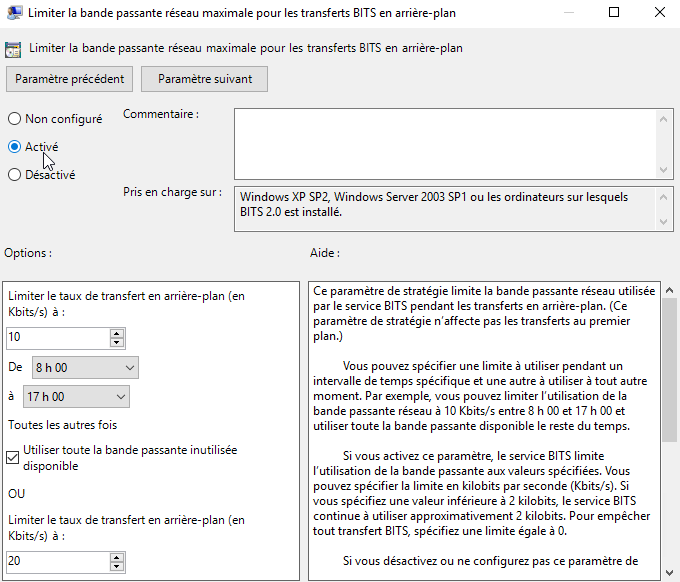 Limiter la bande passante réseau maximale pour les transferts BITS en arrière-plan
Limiter la bande passante réseau maximale pour les transferts BITS en arrière-plan
Paramètre précédent
Paramètre suivant
Non configuré
Commentaire :
Activé
Désactivé
Pris en charge sur :
Windows XP SP2, Windows Server 2003 SP1 ou les ordinateurs sur lesquels
BITS 2.0 est installé.
Options :
Aide :
Limiter le taux de transfert en arrière-plan (en
Kbits/s) à :
10
De
8 h 00
à
17 h 00
Toutes les autres fois
Utiliser toute la bande passante inutilisée
disponible
OU
Limiter le taux de transfert en arrière-plan (en
Kbits/s) à :
20
Ce paramètre de stratégie limite la bande passante réseau utilisée
par le service BITS pendant les transferts en arrière-plan. (Ce
paramètre de stratégie n'affecte pas les transferts au premier
plan.)
Vous pouvez spécifier une limite à utiliser pendant un
intervalle de temps spécifique et une autre à utiliser à tout autre
moment. Par exemple, vous pouvez limiter l'utilisation de la
bande passante réseau à 10 Kbits/s entre 8 h 00 et 17 h 00 et
utiliser toute la bande passante disponible le reste du temps.
Si vous activez ce paramètre, le service BITS limite
l'utilisation de la bande passante aux valeurs spécifiées. Vous
pouvez spécifier la limite en kilobits par seconde (Kbits/s). Si
vous spécifiez une valeur inférieure à 2 kilobits, le service BITS
continue à utiliser approximativement 2 kilobits. Pour empêcher
tout transfert BITS, spécifiez une limite égale à 0.
Si vous désactivez ou ne configurez pas ce paramètre de